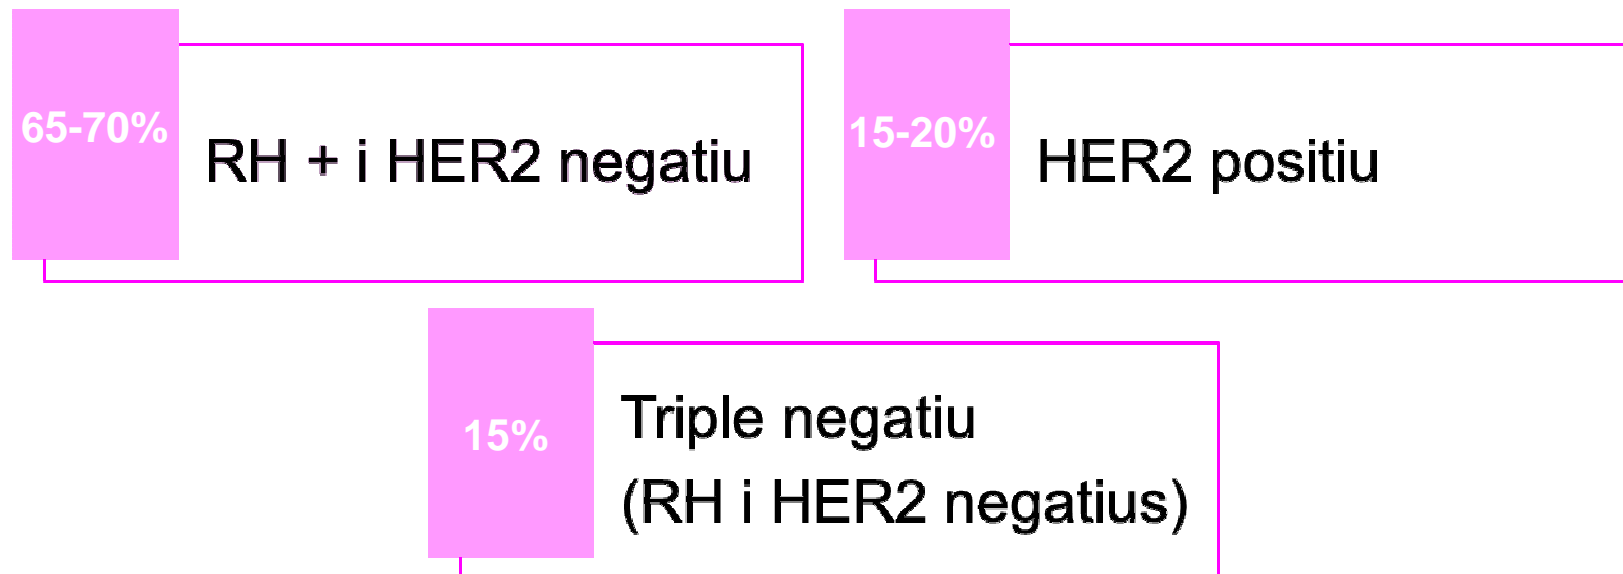 65-70%
RH + i HER2 negatiu
15-20%
HER2 positiu
15%
Triple negatiu
(RH i HER2 negatius)